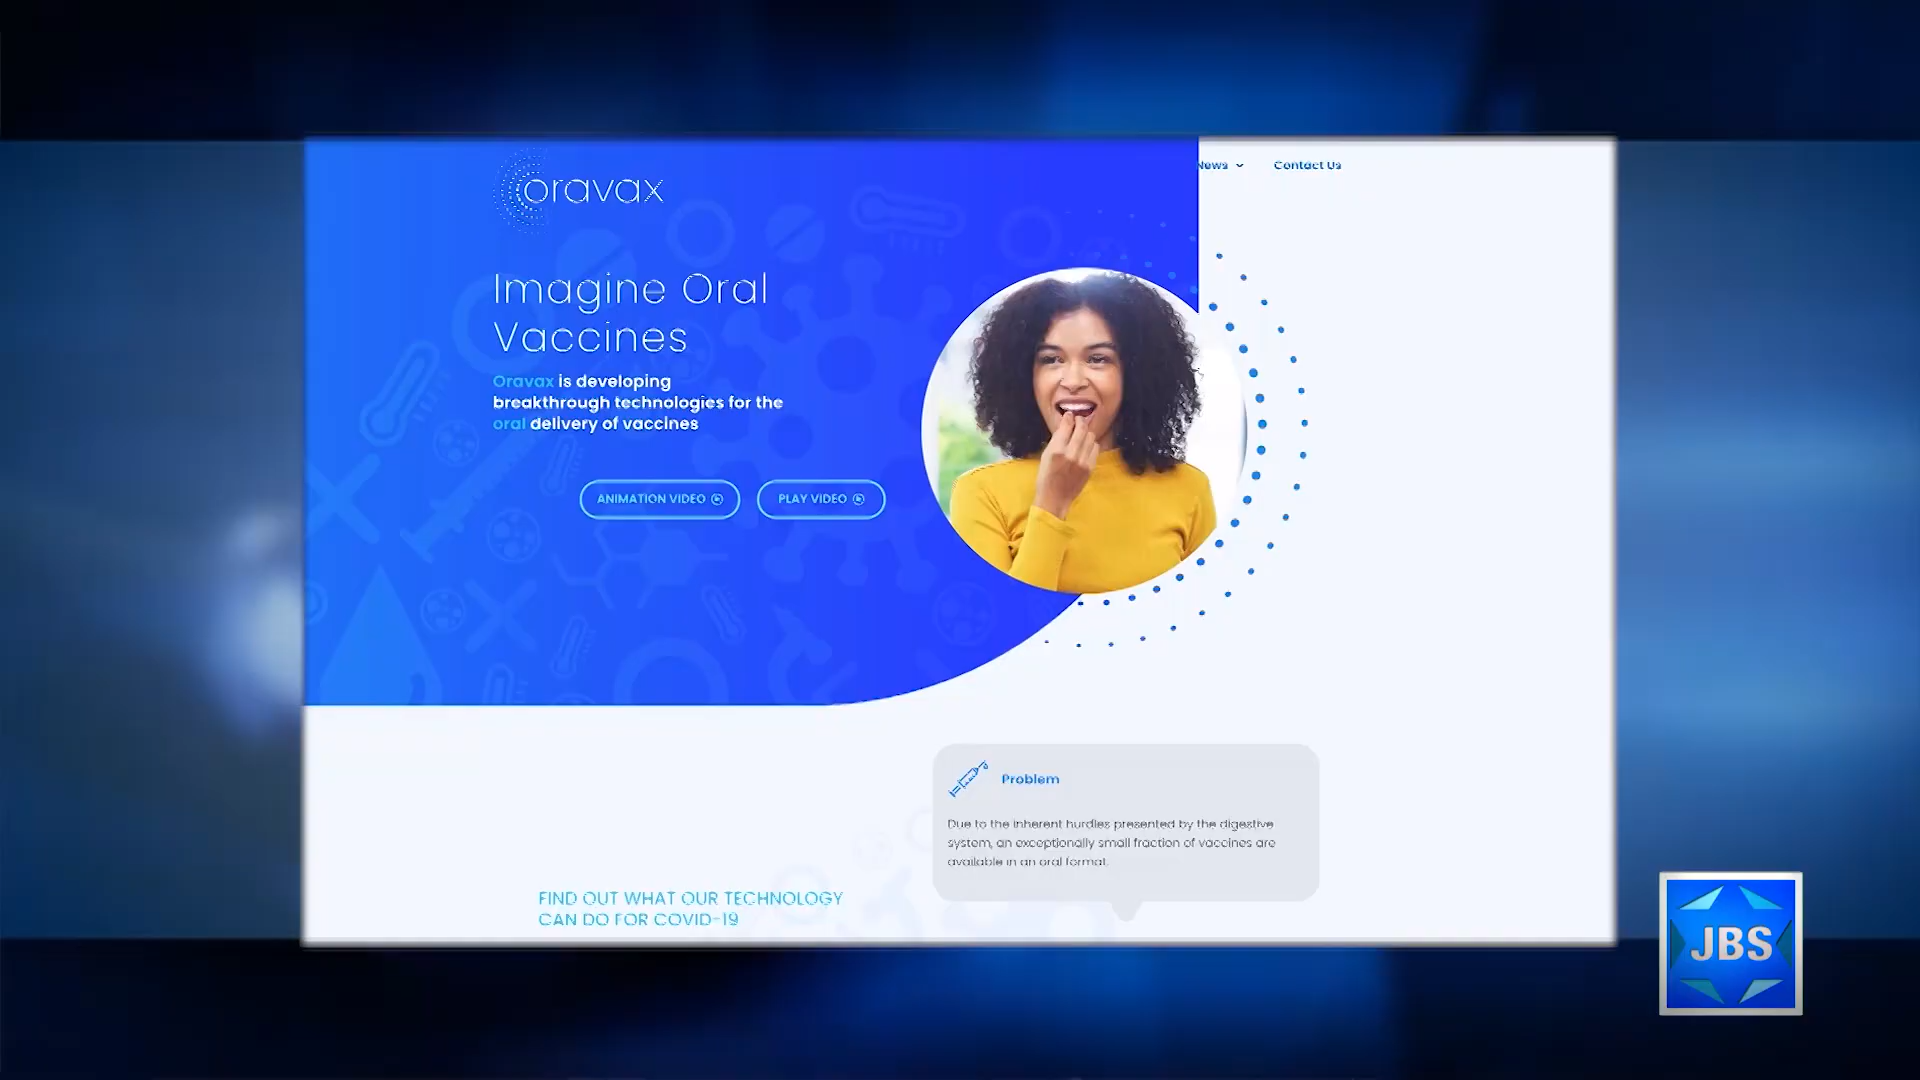 oravax
News
Contact Us
Imagine Oral
Vaccines
Oravax is developing
breakthrough technologies for the
oral delivery of vaccines
ANIMATION VIDEO
PLAY VIDEO
Problem
Due to the inherent hurdles presented by the digestive
system, an exceptionally small fraction of vaccines are
available in an oral format.
FIND OUT WHAT OUR TECHNOLOGY
CAN DO FOR COVID-19
JBS